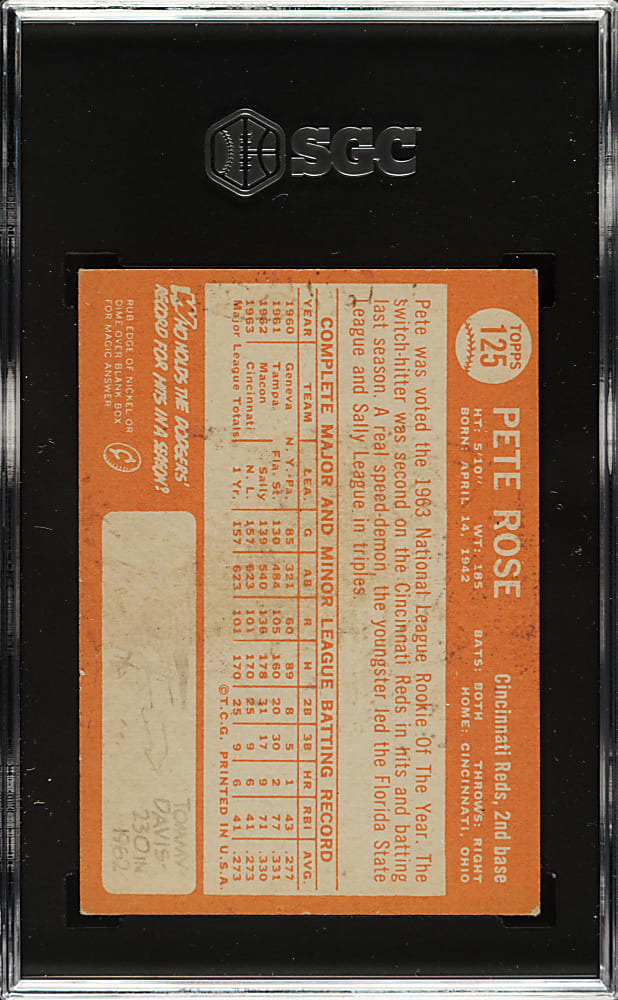 SGC
TOPPS
125
PETE ROSE
Cincinnati Reds, 2nd base
HT: 5'10" WT: 185 BATS: BOTH THROWS: RIGHT
BORN: APRIL 14, 1942 HOME: CINCINNATI, OHIO
Pete was voted the 1963 National League Rookie Of The Year. The
switch-hitter was second on the Cincinnati Reds in hits and batting
last season. A real speed-demon, the youngster led the Florida State
League and Sally League in triples.
COMPLETE MAJOR AND MINOR LEAGUE BATTING RECORD
YEAR TEAM LEA. G AB R H 2B 3B HR RBI AVG.
1960 Geneva N.Y.-Pa. 85 321 60 89 8 5 1 43 .277
1961 Tampa Fla. St. 130 484 105 160 20 30 2 77 .331
1962 Macon Sally 139 540 136 178 31 17 9 71 .330
1963 Cincinnati N. L. 157 623 101 170 25 9 6 41 .273
Major League Totals 1 Yr. 157 623 101 170 25 9 6 41 .273
©T.C.G. PRINTED IN U.S.A.
WHO HOLDS THE DODGERS'
RECORD FOR HITS IN A SEASON?
RUB EDGE OF NICKEL OR
DIME OVER BLANK BOX
FOR MAGIC ANSWER
TOMMY
DAVIS-
230 IN
1962